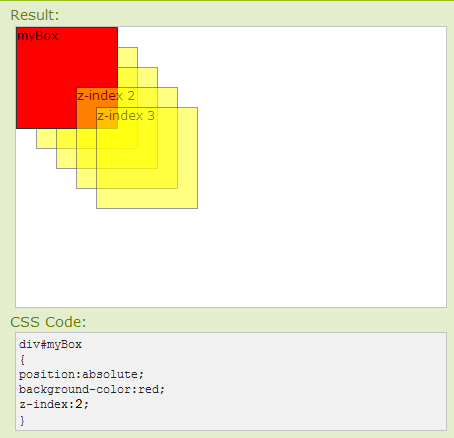 Result:
myBox
z-index 2
z-index 3
CSS Code:
div#myBox
{
position:absolute;
background-color:red;
z-index:2;
}